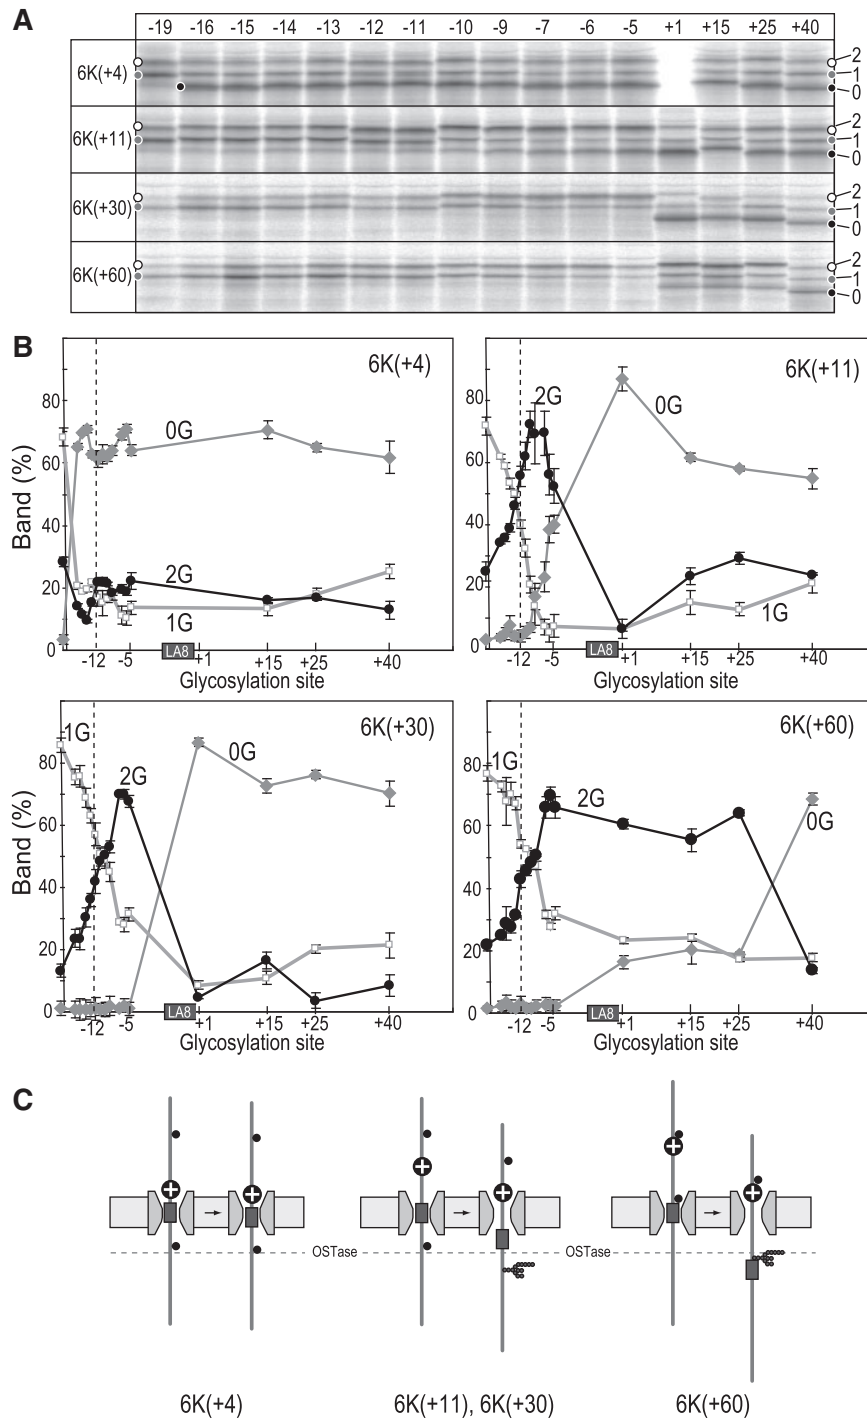 A
-19 -16 -15 -14 -13 -12 -11 -10 -9 -7 -6 -5 +1 +15 +25 +40
6K(+4) 2
1
0
6K(+11) 2
1
0
6K(+30) 2
1
0
6K(+60) 2
1
0
B
6K(+4)
Band (%)
80
60
40
20
0
0G
2G
1G
LA8
-12 -5 +1 +15 +25 +40
Glycosylation site
6K(+11)
80
60
40
20
0
2G
0G
1G
LA8
-12 -5 +1 +15 +25 +40
Glycosylation site
6K(+30)
Band (%)
80
60
40
20
0
1G
2G
0G
LA8
-12 -5 +1 +15 +25 +40
Glycosylation site
6K(+60)
80
60
40
20
0
1G
2G
0G
LA8
-12 -5 +1 +15 +25 +40
Glycosylation site
C
OSTase OSTase
6K(+4) 6K(+11), 6K(+30) 6K(+60)